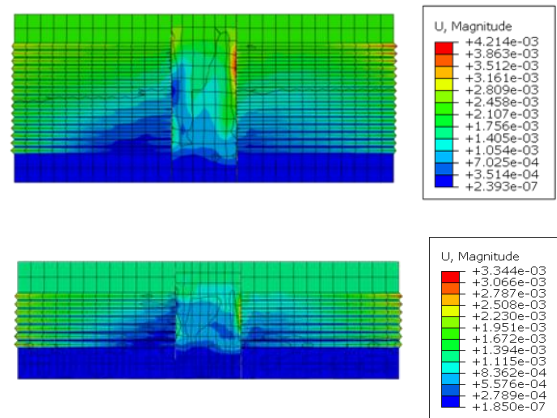 U, Magnitude
+4.214e-03
+3.863e-03
+3.512e-03
+3.161e-03
+2.809e-03
+2.458e-03
+2.107e-03
+1.756e-03
+1.405e-03
+1.054e-03
+7.025e-04
+3.514e-04
+2.393e-07
U, Magnitude
+3.344e-03
+3.066e-03
+2.787e-03
+2.508e-03
+2.230e-03
+1.951e-03
+1.672e-03
+1.394e-03
+1.115e-03
+8.362e-04
+5.576e-04
+2.789e-04
+1.850e-07